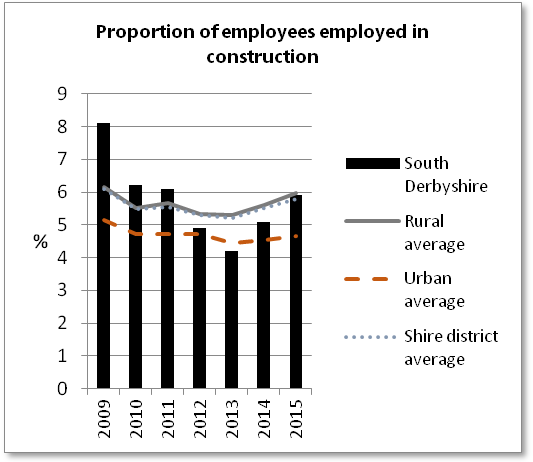 Proportion of employees employed in
construction
9
8
7
6
5
4
3
2
1
0
%
2009
2010
2011
2012
2013
2014
2015
South
Derbyshire
Rural
average
Urban
average
Shire district
average